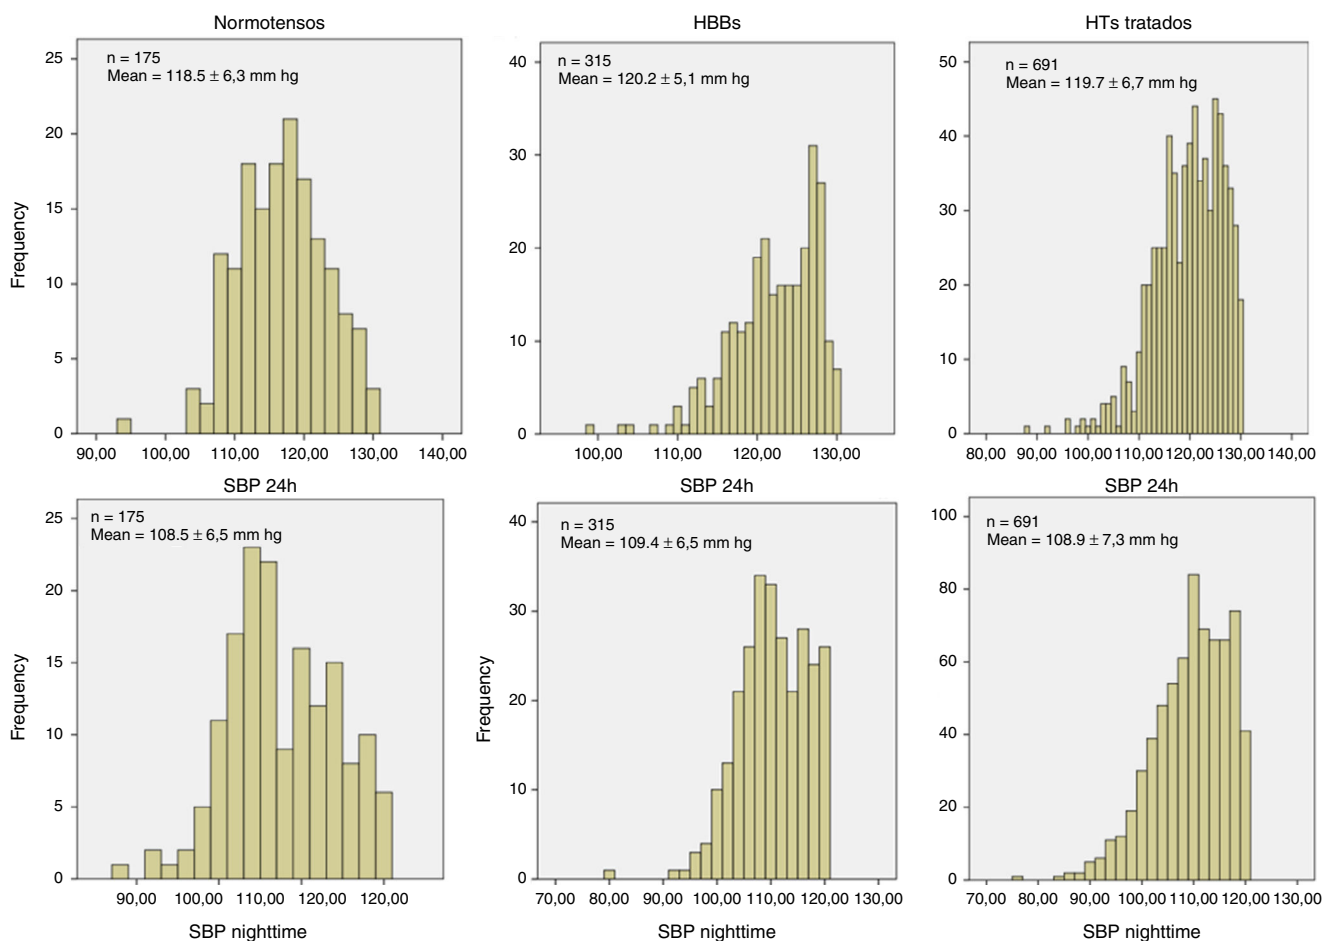 Normotensos
n = 175
Mean = 118.5 ± 6,3 mm hg
Frequency
25
20
15
10
5
0
90,00 100,00 110,00 120,00 130,00 140,00
SBP 24h
HBBs
n = 315
Mean = 120.2 ± 5,1 mm hg
40
30
20
10
0
100,00 110,00 120,00 130,00
SBP 24h
HTs tratados
n = 691
Mean = 119.7 ± 6,7 mm hg
50
40
30
20
10
0
80,00 90,00 100,00 110,00 120,00 130,00 140,00
SBP 24h
n = 175
Mean = 108.5 ± 6,5 mm hg
Frequency
25
20
15
10
5
0
90,00 100,00 110,00 120,00 120,00
SBP nighttime
n = 315
Mean = 109.4 ± 6,5 mm hg
Frequency
40
30
20
10
0
70,00 80,00 90,00 100,00 110,00 120,00 130,00
SBP nighttime
n = 691
Mean = 108.9 ± 7,3 mm hg
100
80
60
40
20
0
70,00 80,00 90,00 100,00 110,00 120,00 130,00
SBP nighttime